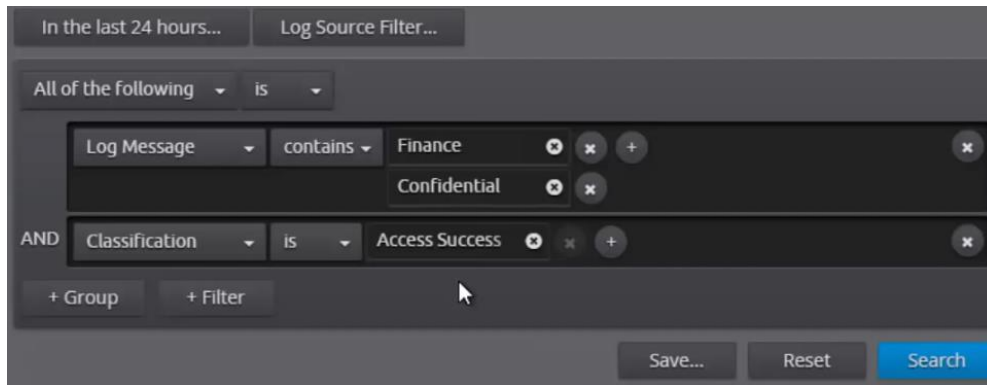 In the last 24 hours... Log Source Filter...
All of the following is
Log Message contains Finance
Confidential
AND Classification is Access Success
+ Group + Filter
Save... Reset Search